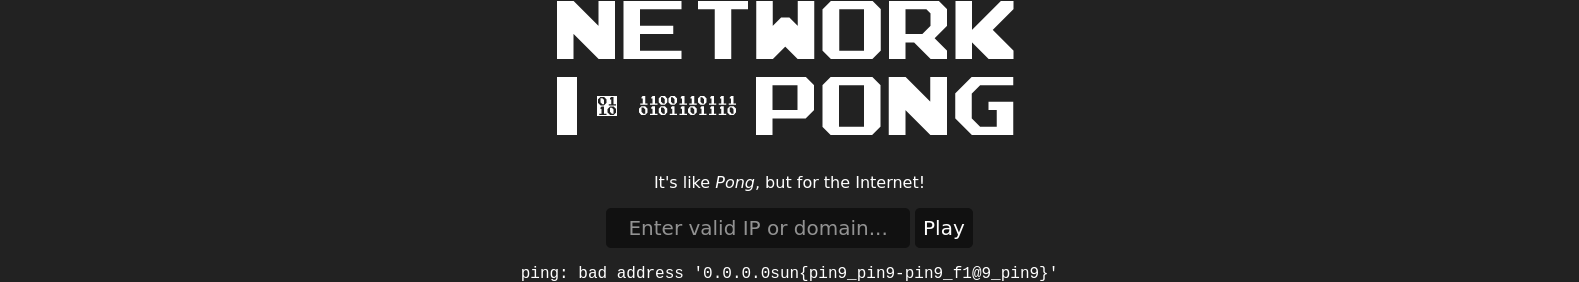 NETWORK
I 01 1100110111 PONG
10 0101101110
It's like Pong, but for the Internet!
Enter valid IP or domain...
Play
ping: bad address '0.0.0.0sun{pin9_pin9-pin9_f1@9_pin9}'